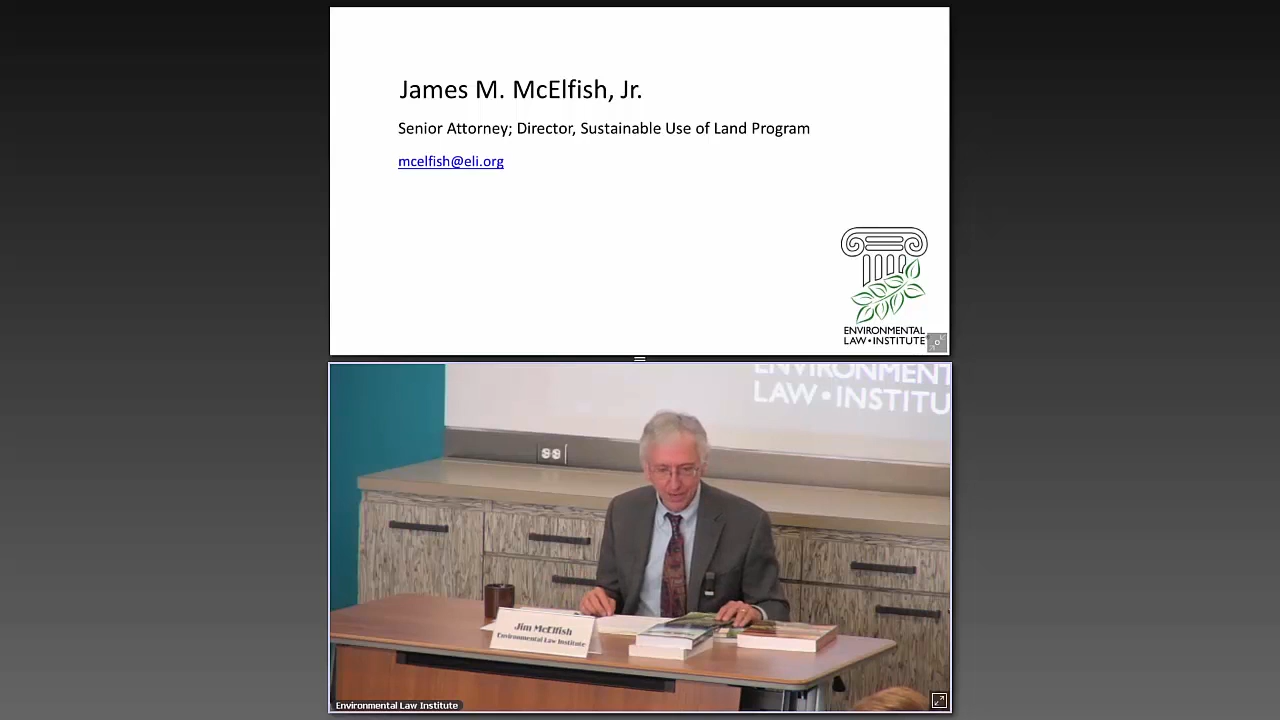 James M. McElfish, Jr.
Senior Attorney; Director, Sustainable Use of Land Program
mcelfish@eli.org
ENVIRONMENTAL
LAW•INSTITUTE
ENVIRONMENT
LAW•INSTITU
Jim McElfish
Environmental Law Institute
Environmental Law Institute